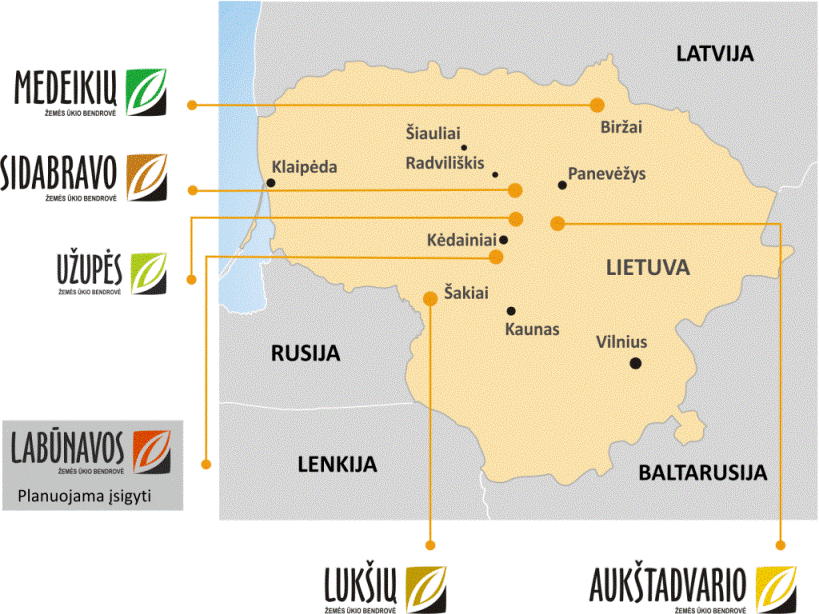 LATVIJA
MEDEIKIŲ
ŽEMĖS ŪKIO BENDROVĖ
Biržai
Šiauliai
Radviliškis
SIDABRAVO
ŽEMĖS ŪKIO BENDROVĖ
Klaipėda
Panevėžys
Kėdainiai
UŽUPĖS
ŽEMĖS ŪKIO BENDROVĖ
LIETUVA
Šakiai
Kaunas
Vilnius
RUSIJA
LABŪNAVOS
ŽEMĖS ŪKIO BENDROVĖ
Planuojama įsigyti
LENKIJA
BALTARUSIJA
LUKŠIŲ
ŽEMĖS ŪKIO BENDROVĖ
AUKŠTADVARIO
ŽEMĖS ŪKIO BENDROVĖ